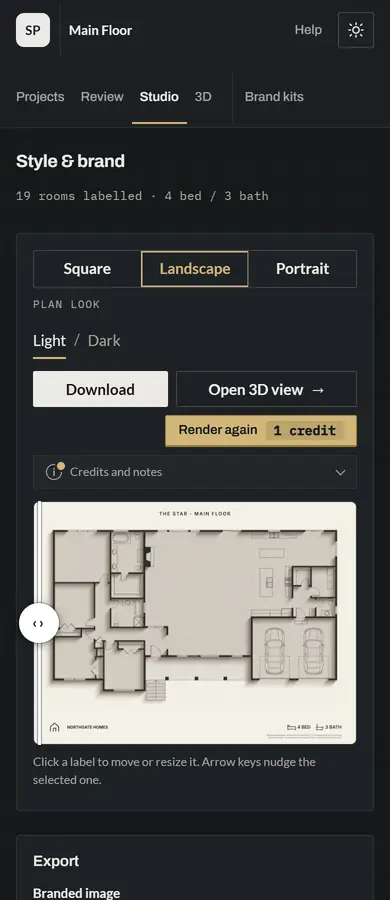 SP
Main Floor
Help
Projects
Review
Studio
3D
Brand kits
Style & brand
19 rooms labelled · 4 bed / 3 bath
Square
Landscape
Portrait
PLAN LOOK
Light / Dark
Download
Open 3D view →
Render again 1 credit
Credits and notes
THE STAR - MAIN FLOOR
NORTHGATE HOMES
4 BED
3 BATH
Click a label to move or resize it. Arrow keys nudge the
selected one.
Export
Branded image